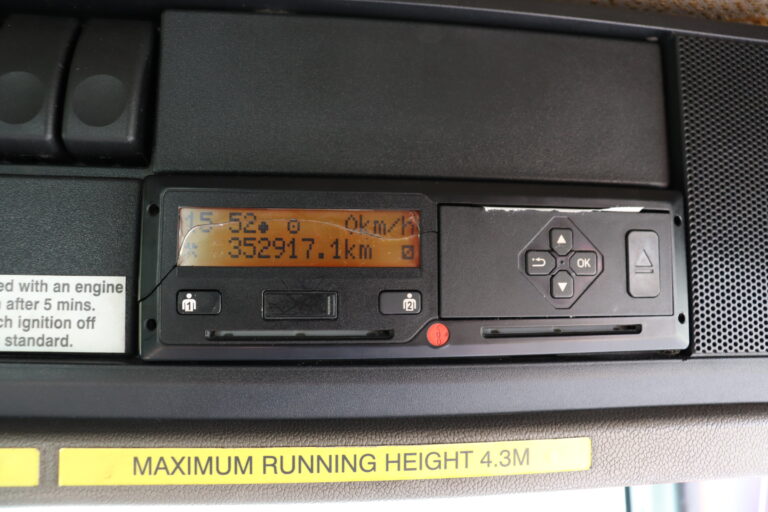 15 52 0km/h
352917.1km
1
2
OK
ed with an engine
after 5 mins.
ch ignition off
standard.
MAXIMUM RUNNING HEIGHT 4.3M